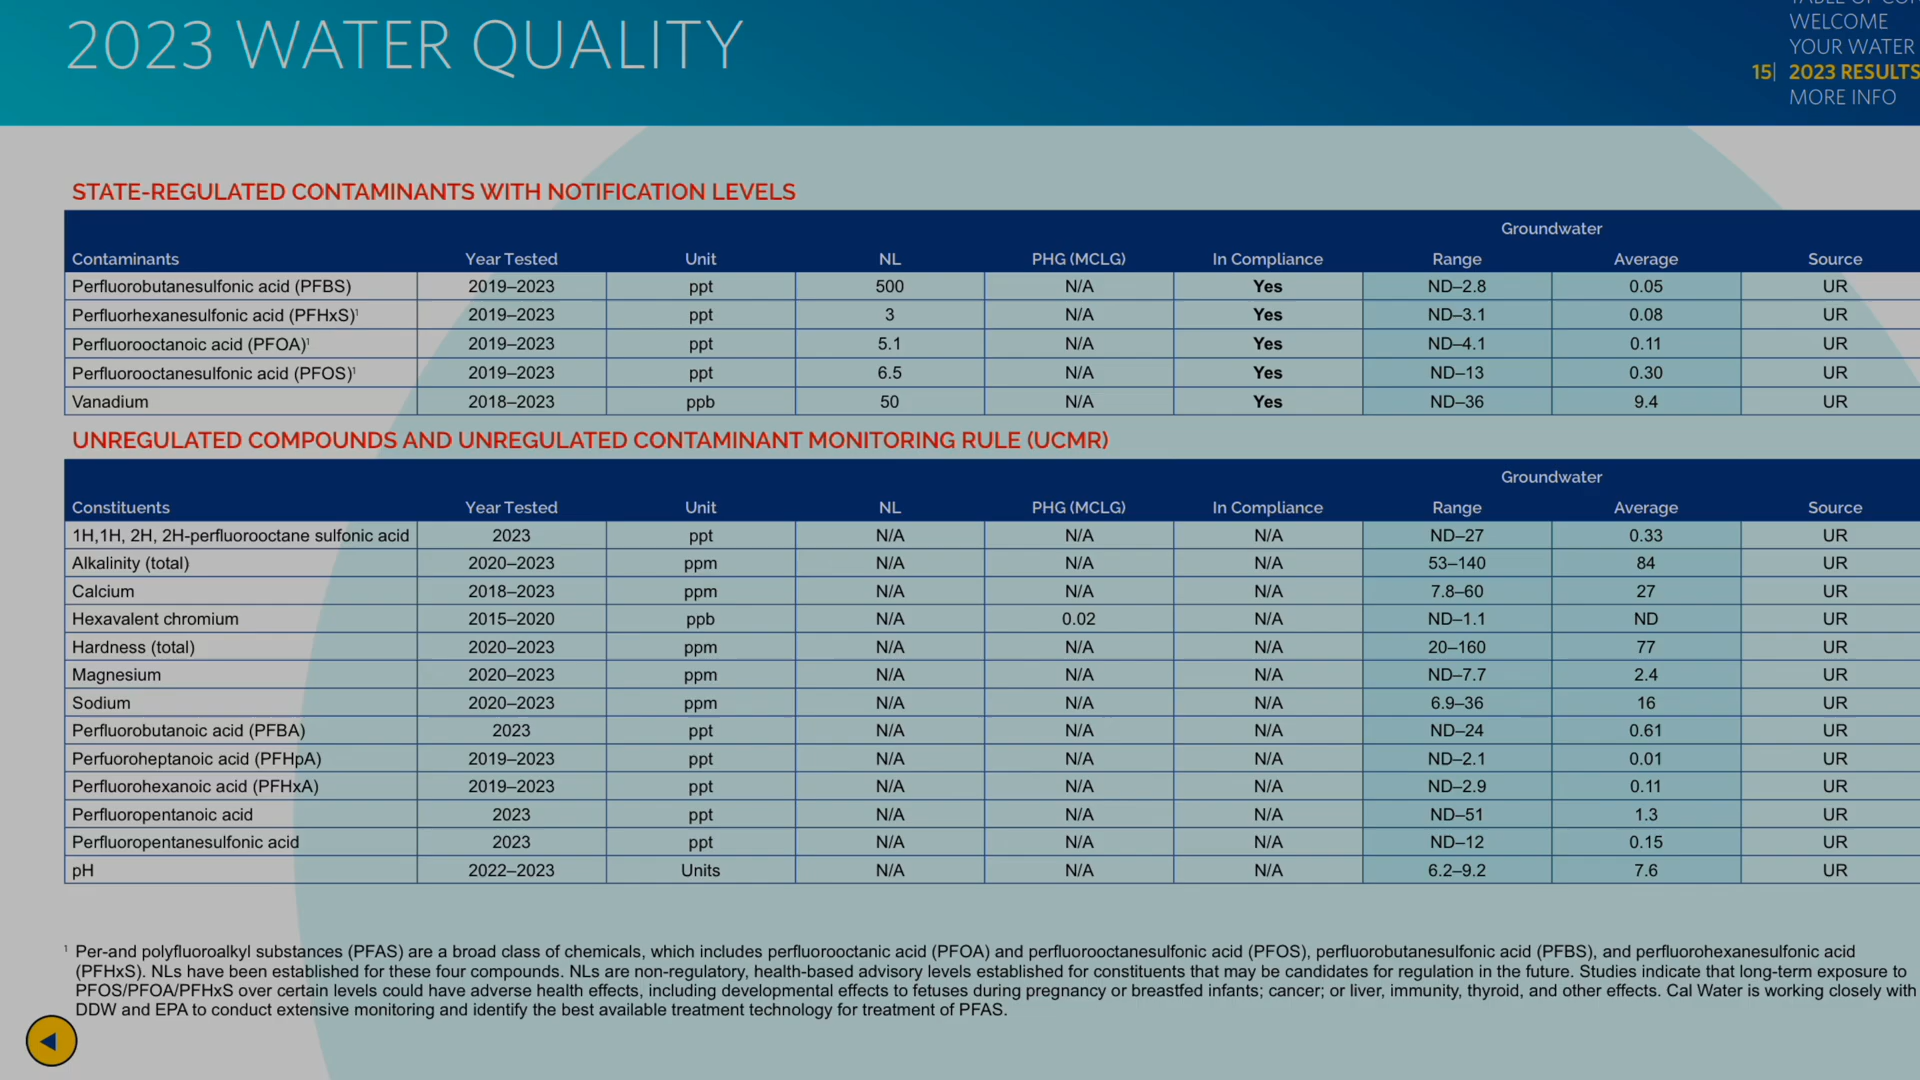 2023 WATER QUALITY
WELCOME
YOUR WATER
15| 2023 RESULTS
MORE INFO
STATE-REGULATED CONTAMINANTS WITH NOTIFICATION LEVELS
Groundwater
Contaminants Year Tested Unit NL PHG (MCLG) In Compliance Range Average Source
Perfluorobutanesulfonic acid (PFBS) 2019–2023 ppt 500 N/A Yes ND–2.8 0.05 UR
Perfluorhexanesulfonic acid (PFHxS)¹ 2019–2023 ppt 3 N/A Yes ND–3.1 0.08 UR
Perfluorooctanoic acid (PFOA)¹ 2019–2023 ppt 5.1 N/A Yes ND–4.1 0.11 UR
Perfluorooctanesulfonic acid (PFOS)¹ 2019–2023 ppt 6.5 N/A Yes ND–13 0.30 UR
Vanadium 2018–2023 ppb 50 N/A Yes ND–36 9.4 UR
UNREGULATED COMPOUNDS AND UNREGULATED CONTAMINANT MONITORING RULE (UCMR)
Groundwater
Constituents Year Tested Unit NL PHG (MCLG) In Compliance Range Average Source
1H,1H, 2H, 2H-perfluorooctane sulfonic acid 2023 ppt N/A N/A N/A ND–27 0.33 UR
Alkalinity (total) 2020–2023 ppm N/A N/A N/A 53–140 84 UR
Calcium 2018–2023 ppm N/A N/A N/A 7.8–60 27 UR
Hexavalent chromium 2015–2020 ppb N/A 0.02 N/A ND–1.1 ND UR
Hardness (total) 2020–2023 ppm N/A N/A N/A 20–160 77 UR
Magnesium 2020–2023 ppm N/A N/A N/A ND–7.7 2.4 UR
Sodium 2020–2023 ppm N/A N/A N/A 6.9–36 16 UR
Perfluorobutanoic acid (PFBA) 2023 ppt N/A N/A N/A ND–24 0.61 UR
Perfuoroheptanoic acid (PFHpA) 2019–2023 ppt N/A N/A N/A ND–2.1 0.01 UR
Perfluorohexanoic acid (PFHxA) 2019–2023 ppt N/A N/A N/A ND–2.9 0.11 UR
Perfluoropentanoic acid 2023 ppt N/A N/A N/A ND–51 1.3 UR
Perfluoropentanesulfonic acid 2023 ppt N/A N/A N/A ND–12 0.15 UR
pH 2022–2023 Units N/A N/A N/A 6.2–9.2 7.6 UR
¹ Per-and polyfluoroalkyl substances (PFAS) are a broad class of chemicals, which includes perfluorooctanic acid (PFOA) and perfluorooctanesulfonic acid (PFOS), perfluorobutanesulfonic acid (PFBS), and perfluorohexanesulfonic acid
(PFHxS). NLs have been established for these four compounds. NLs are non-regulatory, health-based advisory levels established for constituents that may be candidates for regulation in the future. Studies indicate that long-term exposure to
PFOS/PFOA/PFHxS over certain levels could have adverse health effects, including developmental effects to fetuses during pregnancy or breastfed infants; cancer; or liver, immunity, thyroid, and other effects. Cal Water is working closely with
DDW and EPA to conduct extensive monitoring and identify the best available treatment technology for treatment of PFAS.